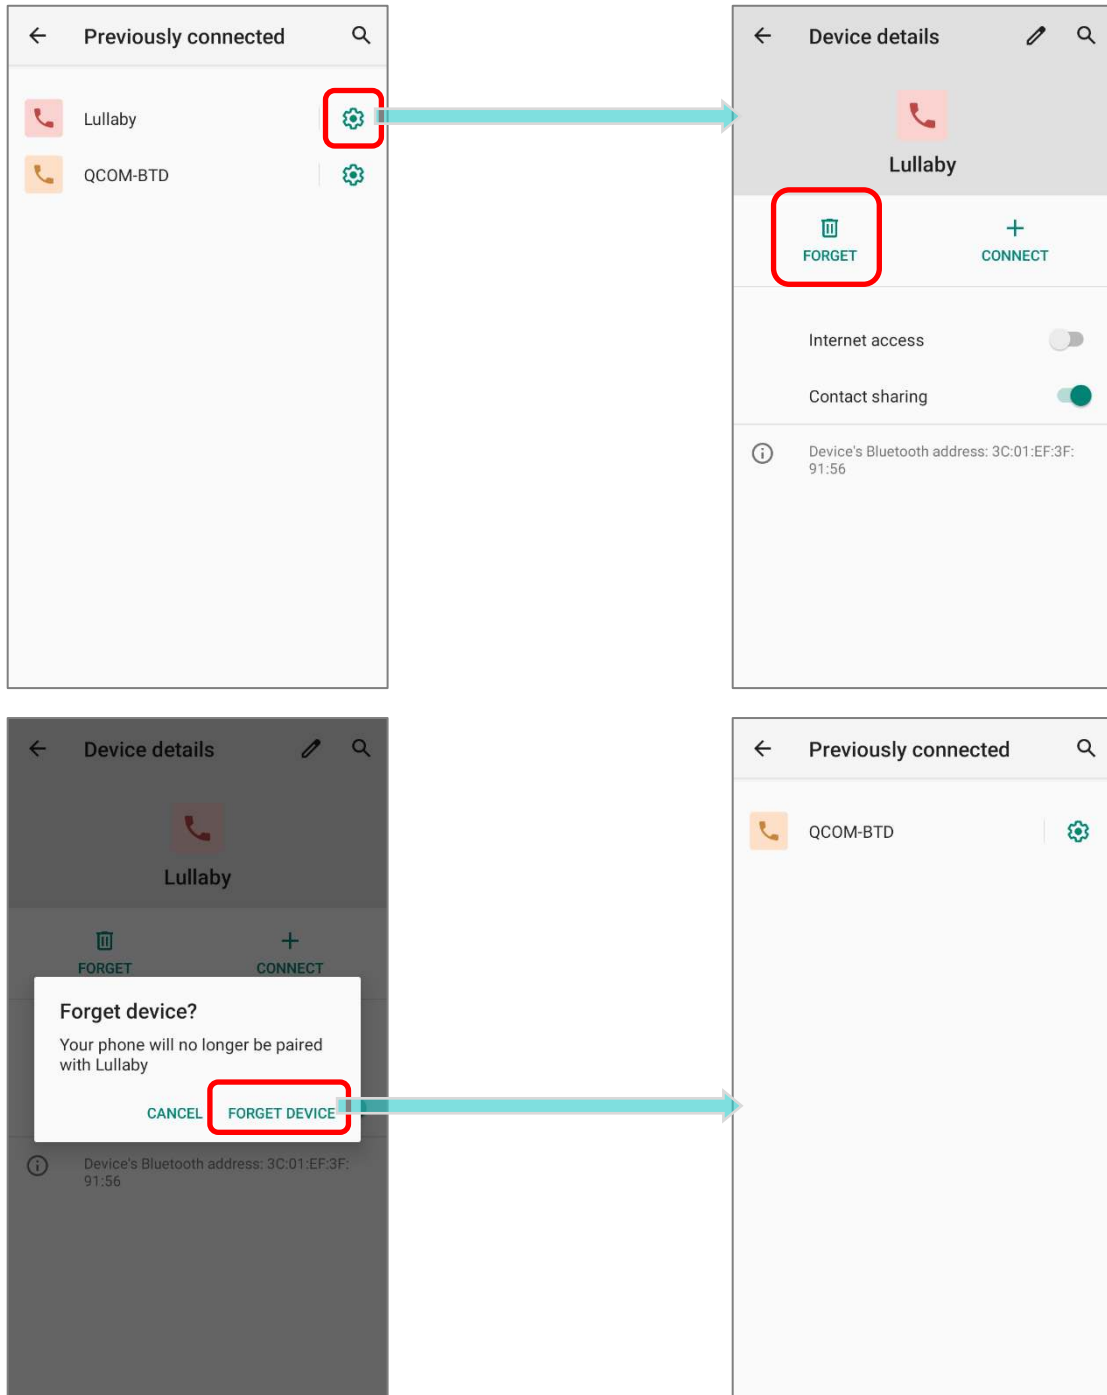 Previously connected
Lullaby
QCOM-BTD
Device details
Lullaby
FORGET
CONNECT
Internet access
Contact sharing
Device's Bluetooth address: 3C:01:EF:3F:
91:56
Device details
Lullaby
FORGET
CONNECT
Forget device?
Your phone will no longer be paired
with Lullaby
CANCEL
FORGET DEVICE
Device's Bluetooth address: 3C:01:EF:3F:
91:56
Previously connected
QCOM-BTD